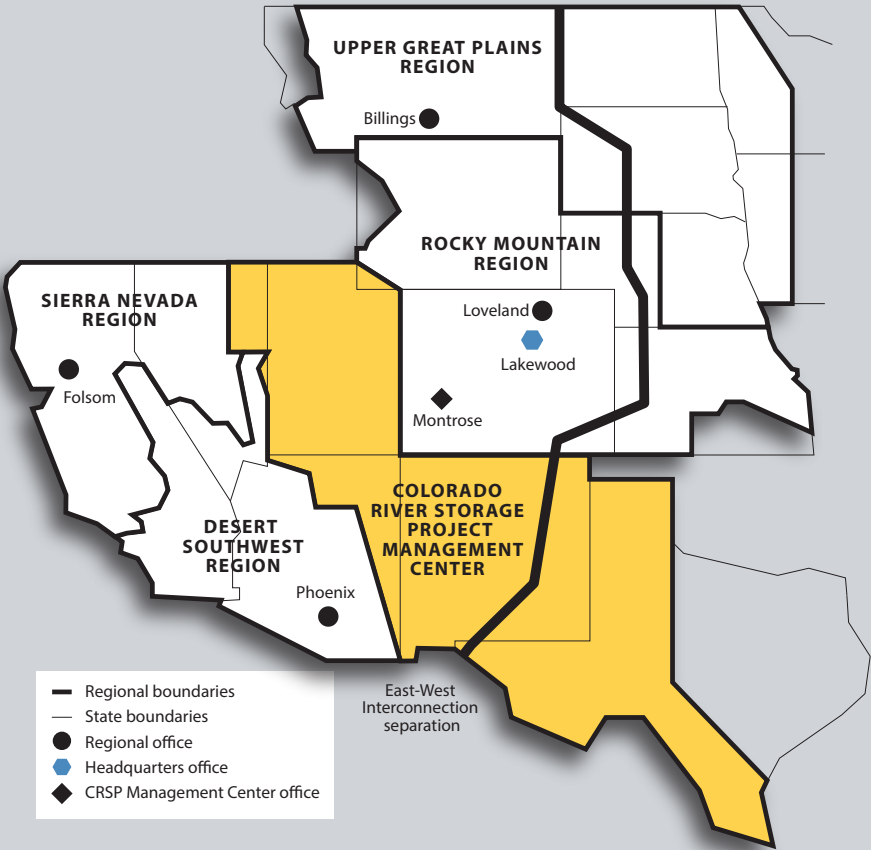 UPPER GREAT PLAINS
REGION
Billings
ROCKY MOUNTAIN
REGION
SIERRA NEVADA
REGION
Loveland
Lakewood
Folsom
Montrose
COLORADO
RIVER STORAGE
PROJECT
MANAGEMENT
CENTER
DESERT
SOUTHWEST
REGION
Phoenix
East-West
Interconnection
separation
Regional boundaries
State boundaries
Regional office
Headquarters office
CRSP Management Center office